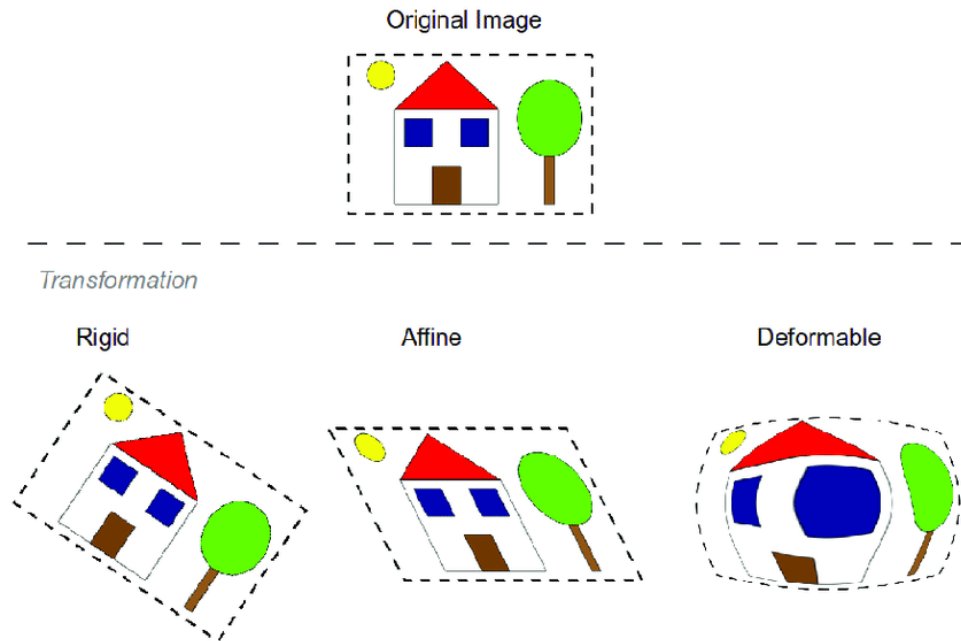 Original Image
Transformation
Rigid
Affine
Deformable